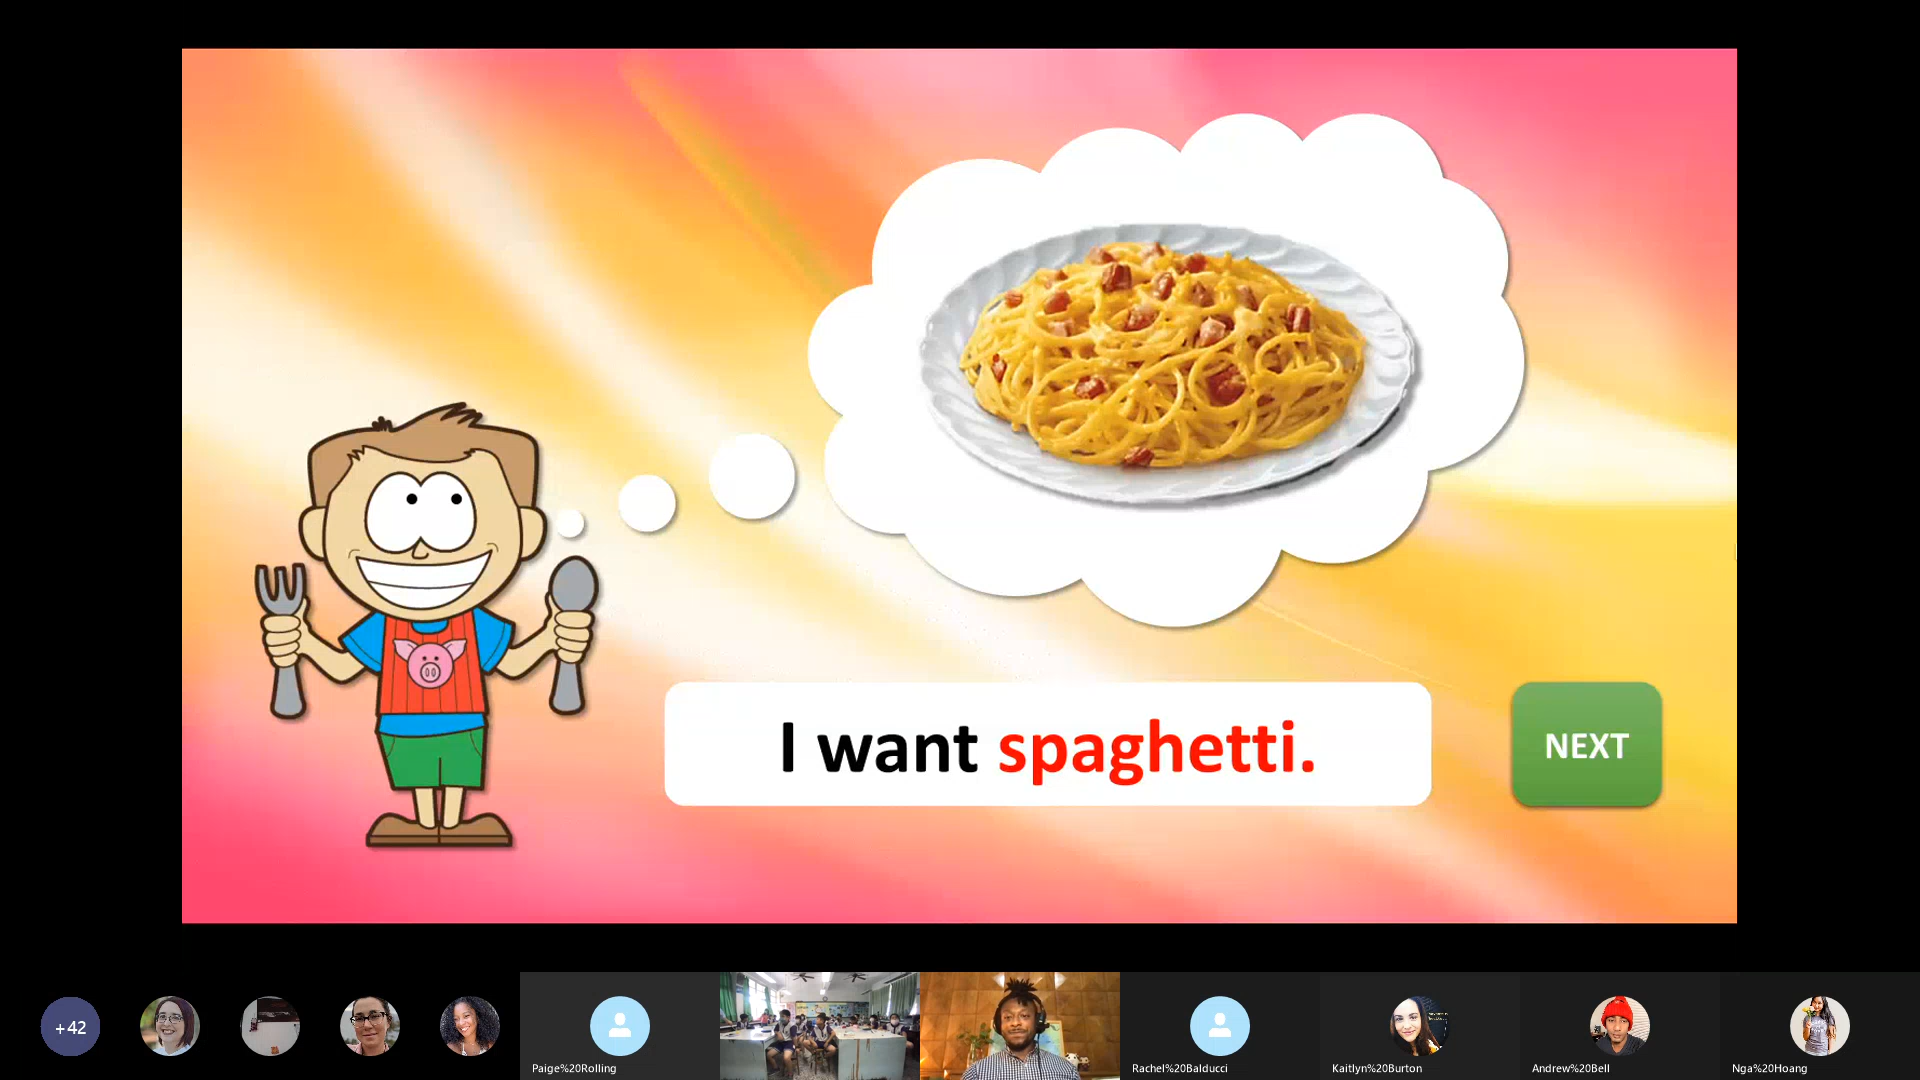 I want spaghetti.
NEXT
+42
Paige%20Rolling
Rachel%20Balducci
Kaitlyn%20Burton
Andrew%20Bell
Nga%20Hoang